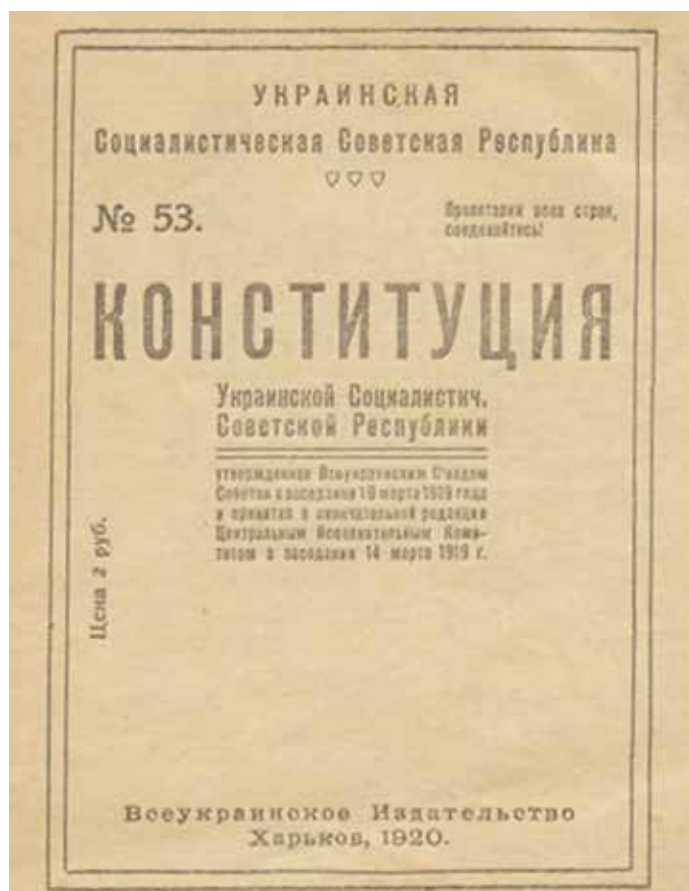 УКРАИНСКАЯ
Социалистическая Советская Республика
№ 53.
Пролетарии всех стран,
соединяйтесь!
КОНСТИТУЦИЯ
Украинской Социалистич.
Советской Республики
утвержденная Всеукраинским С'ездом
Советов в заседании 10 марта 1919 года
и принятая в окончательной редакции
Центральным Исполнительным Коми-
тетом в заседании 14 марта 1919 г.
Цена 2 руб.
Всеукраинское Издательство
Харьков, 1920.